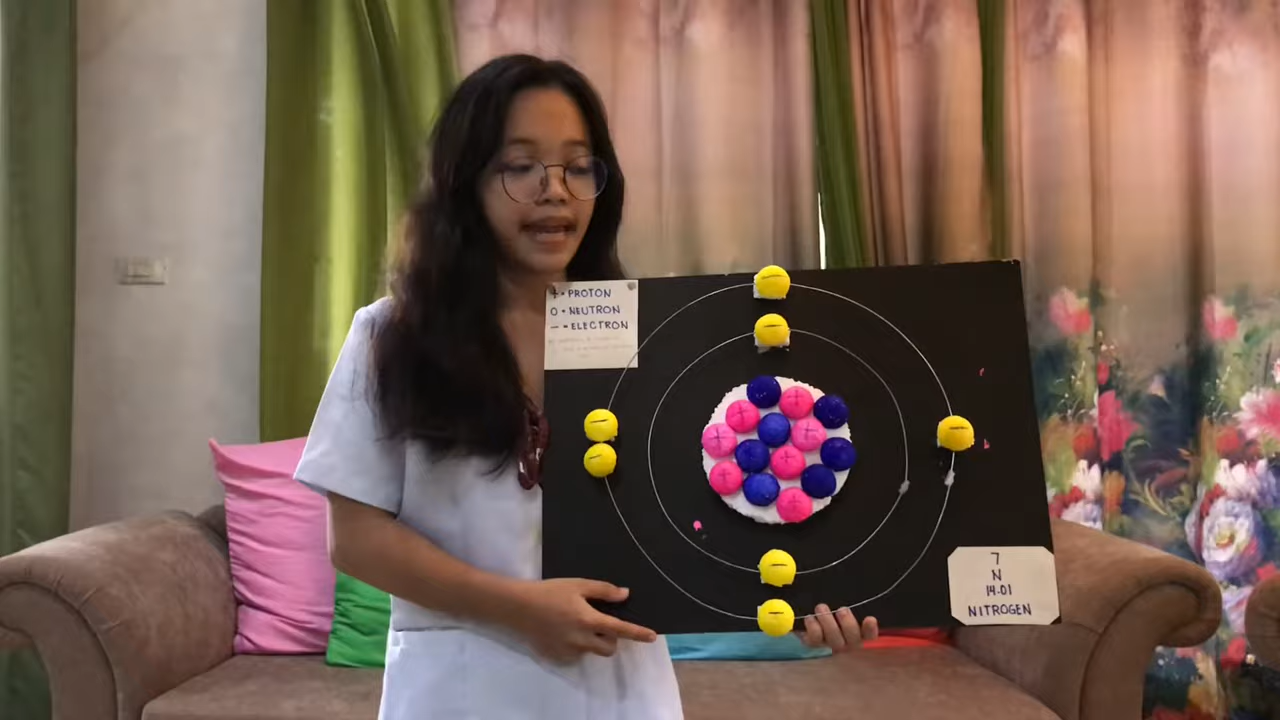 + = PROTON
O = NEUTRON
— = ELECTRON
7
N
14.01
NITROGEN